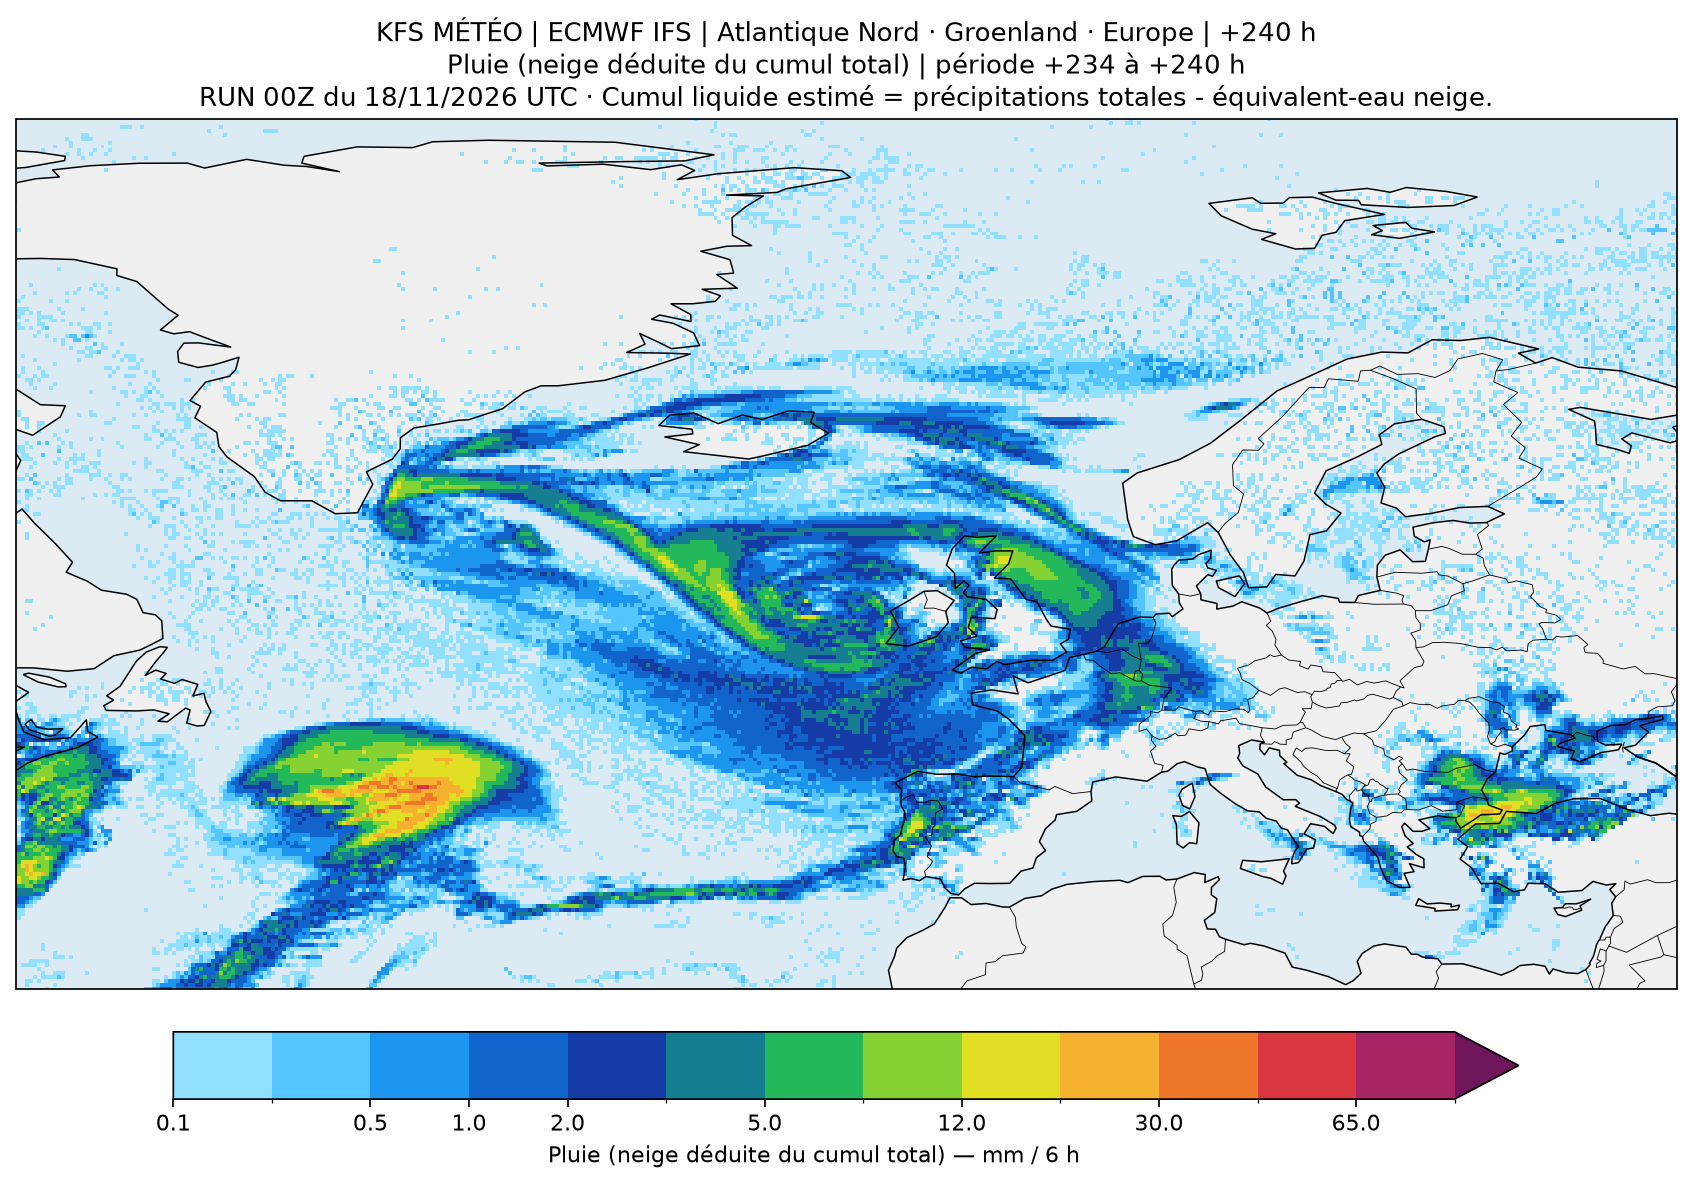 KFS MÉTÉO | ECMWF IFS | Atlantique Nord · Groenland · Europe | +240 h
Pluie (neige déduite du cumul total) | période +234 à +240 h
RUN 00Z du 18/11/2026 UTC · Cumul liquide estimé = précipitations totales - équivalent-eau neige.
0.1 0.5 1.0 2.0 5.0 12.0 30.0 65.0
Pluie (neige déduite du cumul total) — mm / 6 h